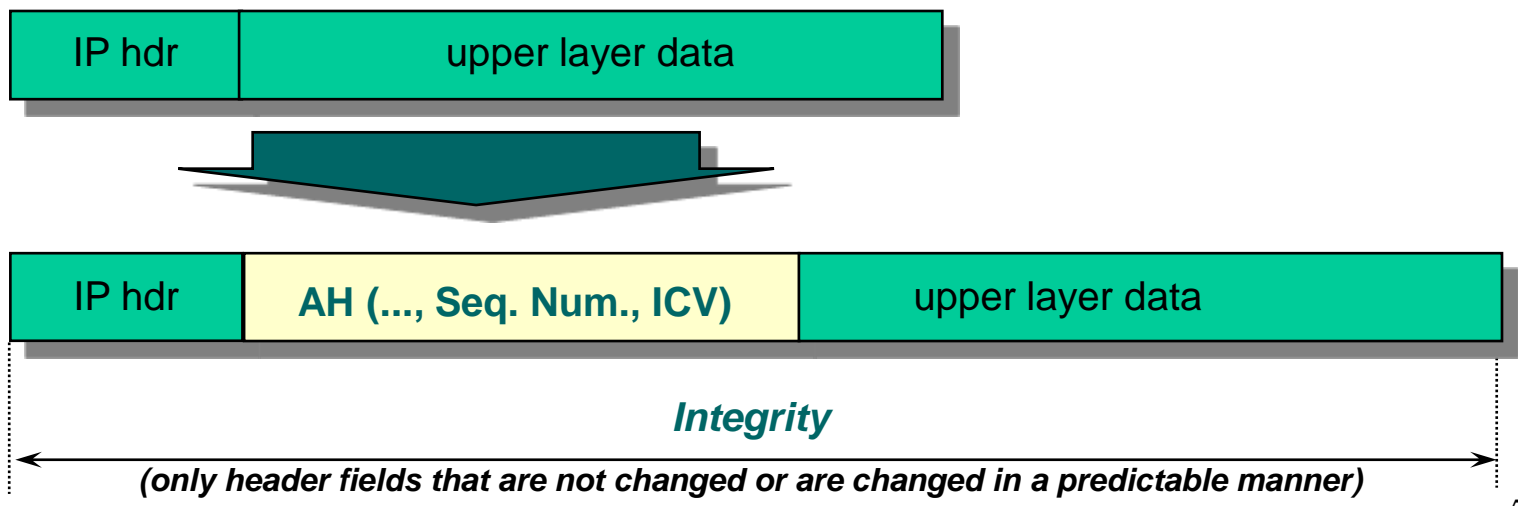 IP hdr upper layer data
IP hdr AH (..., Seq. Num., ICV) upper layer data
Integrity
(only header fields that are not changed or are changed in a predictable manner)